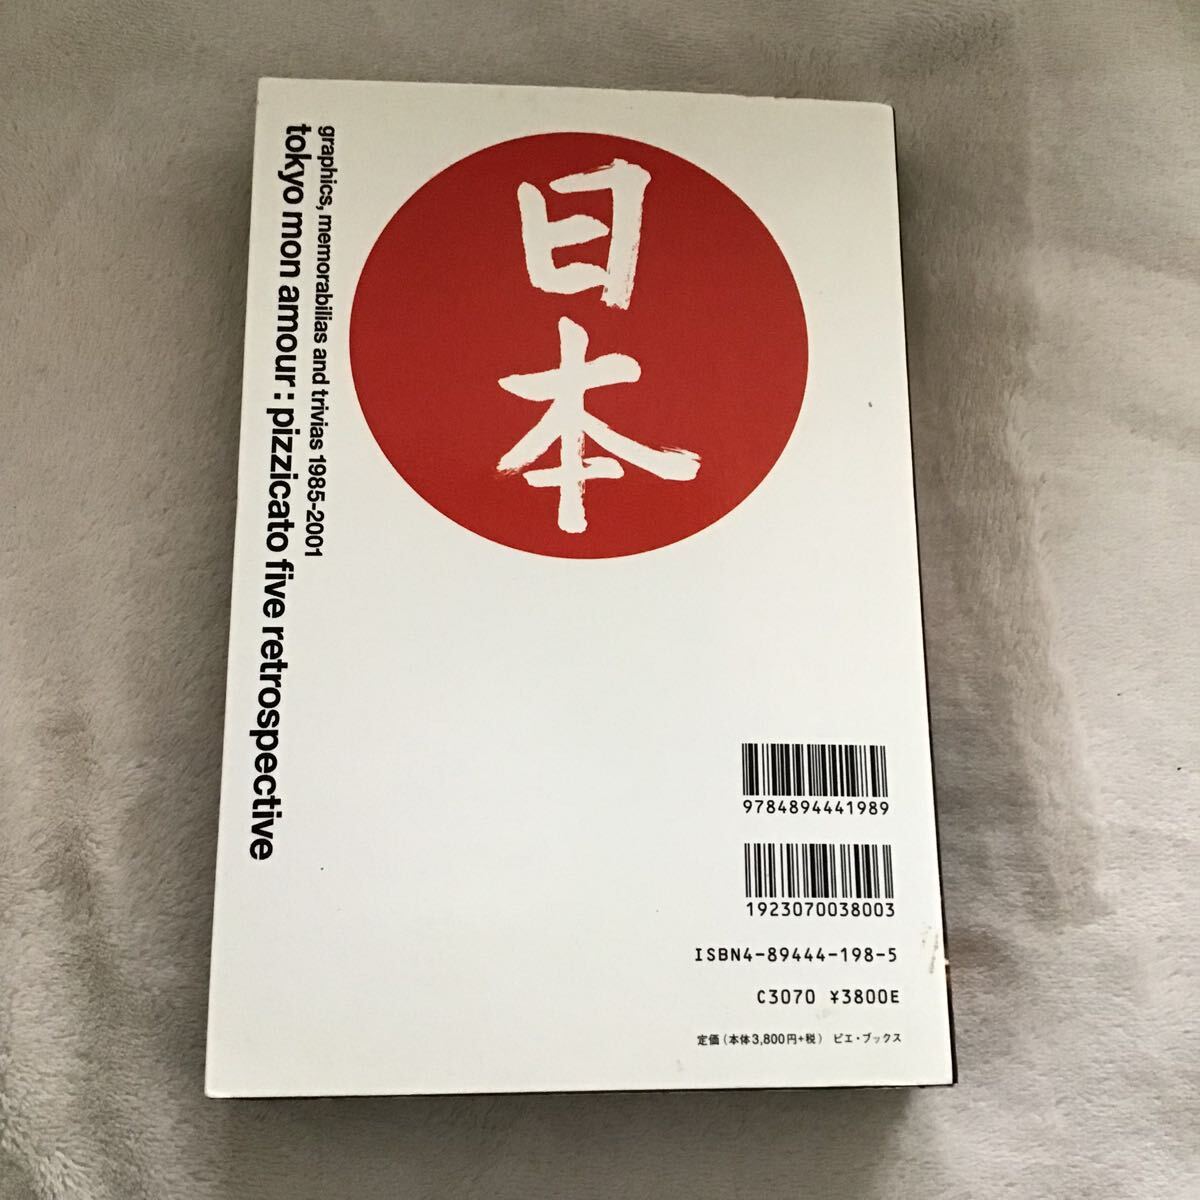 graphics, memorabilias and trivias 1985-2001
tokyo mon amour : pizzicato five retrospective
日本
9784894441989
1923070038003
ISBN4-89444-198-5
C3070 ¥3800E
定価（本体3,800円+税） ピエ・ブックス